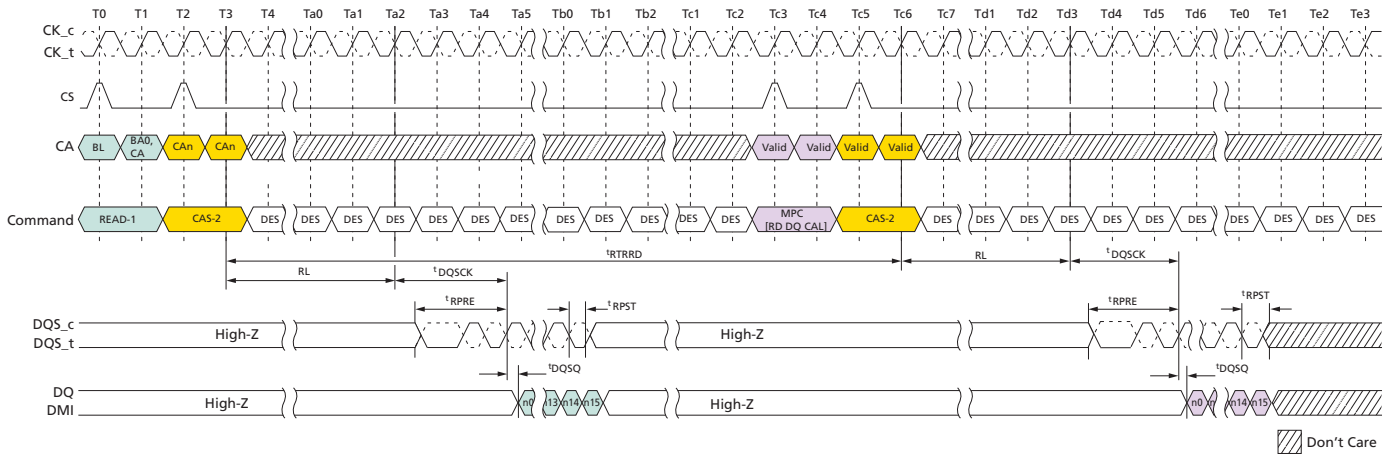 T0 T1 T2 T3 T4 Ta0 Ta1 Ta2 Ta3 Ta4 Ta5 Tb0 Tb1 Tb2 Tc1 Tc2 Tc3 Tc4 Tc5 Tc6 Tc7 Td1 Td2 Td3 Td4 Td5 Td6 Te0 Te1 Te2 Te3
CK_c
CK_t
CS
CA BL BA0, CA CAn CAn Valid Valid Valid Valid
Command READ-1 CAS-2 DES DES DES DES DES DES DES DES DES DES DES DES MPC [RD DQ CAL] CAS-2 DES DES DES DES DES DES DES DES DES DES DES
tRTRRD
RL tDQSCK RL tDQSCK
tRPRE tRPST tRPRE tRPST
DQS_c
DQS_t High-Z High-Z
tDQSQ tDQSQ
DQ
DMI High-Z n0 n13 n14 n15 High-Z n0 n n14 n15
Don't Care